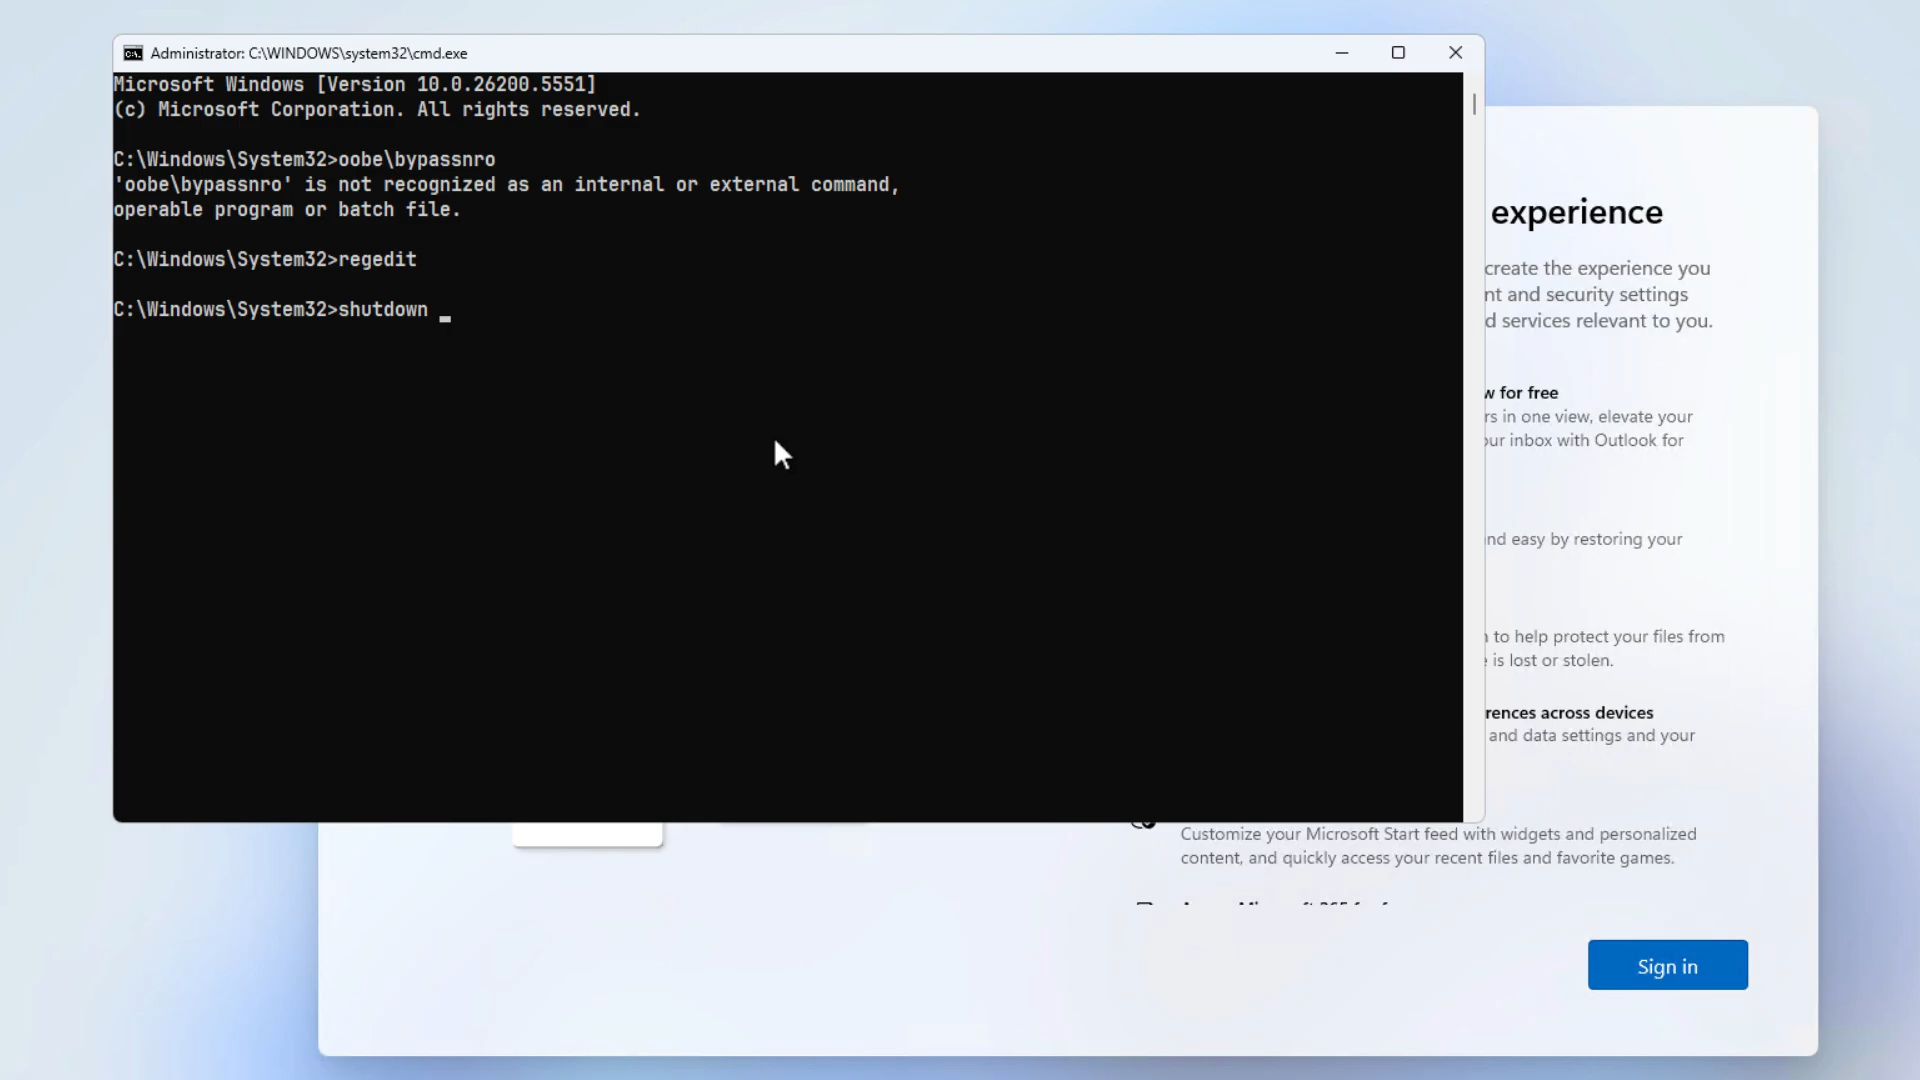 Administrator: C:\WINDOWS\system32\cmd.exe
Microsoft Windows [Version 10.0.26200.5551]
(c) Microsoft Corporation. All rights reserved.
C:\Windows\System32>oobe\bypassnro
'oobe\bypassnro' is not recognized as an internal or external command,
operable program or batch file.
C:\Windows\System32>regedit
C:\Windows\System32>shutdown _
experience
create the experience you
nt and security settings
d services relevant to you.
w for free
rs in one view, elevate your
our inbox with Outlook for
nd easy by restoring your
to help protect your files from
is lost or stolen.
rences across devices
and data settings and your
Customize your Microsoft Start feed with widgets and personalized
content, and quickly access your recent files and favorite games.
Sign in